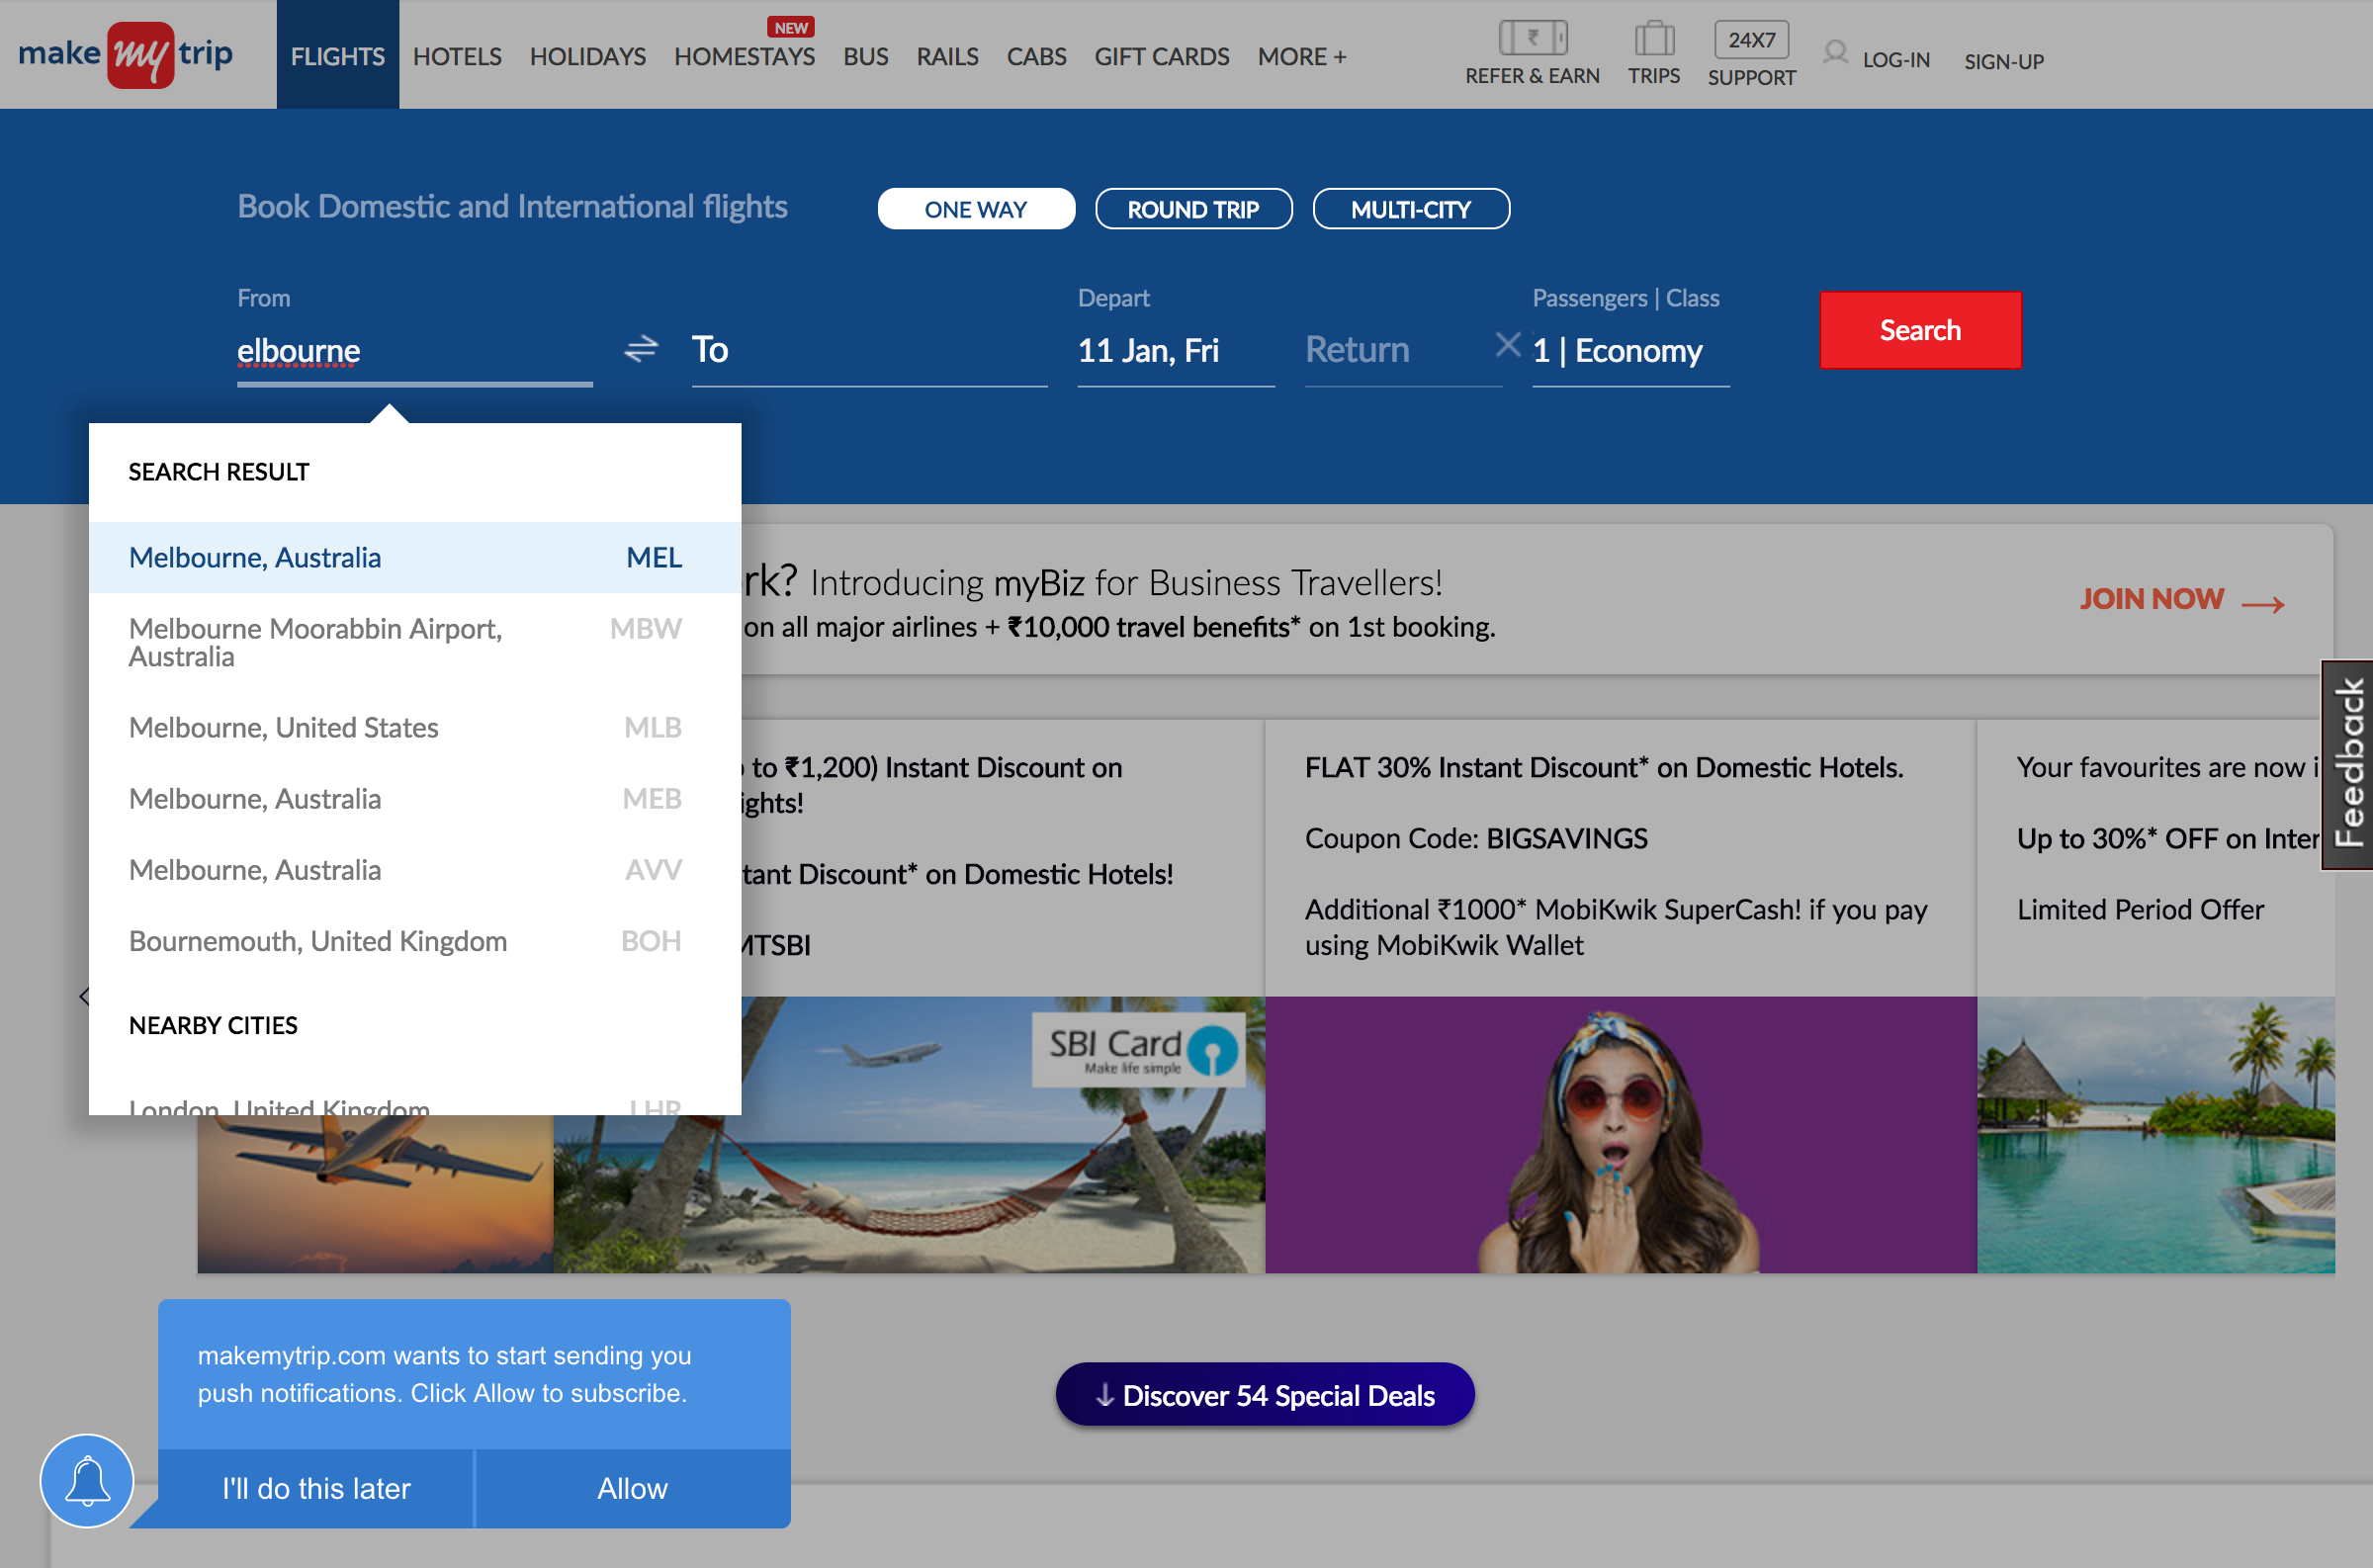 make my trip
FLIGHTS
HOTELS
HOLIDAYS
NEW
HOMESTAYS
BUS
RAILS
CABS
GIFT CARDS
MORE +
₹
REFER & EARN
TRIPS
24X7
SUPPORT
LOG-IN
SIGN-UP
Book Domestic and International flights
ONE WAY
ROUND TRIP
MULTI-CITY
From
elbourne
To
Depart
11 Jan, Fri
Return
Passengers | Class
1 | Economy
Search
SEARCH RESULT
Melbourne, Australia MEL
Melbourne Moorabbin Airport, MBW
Australia
Melbourne, United States MLB
Melbourne, Australia MEB
Melbourne, Australia AVV
Bournemouth, United Kingdom BOH
NEARBY CITIES
London, United Kingdom LHR
rk? Introducing myBiz for Business Travellers!
on all major airlines + ₹10,000 travel benefits* on 1st booking.
JOIN NOW
to ₹1,200) Instant Discount on
ights!
tant Discount* on Domestic Hotels!
MTSBI
SBI Card
Make life simple
FLAT 30% Instant Discount* on Domestic Hotels.
Coupon Code: BIGSAVINGS
Additional ₹1000* MobiKwik SuperCash! if you pay
using MobiKwik Wallet
Your favourites are now i
Up to 30%* OFF on Inter
Limited Period Offer
Feedback
Discover 54 Special Deals
makemytrip.com wants to start sending you
push notifications. Click Allow to subscribe.
I'll do this later
Allow